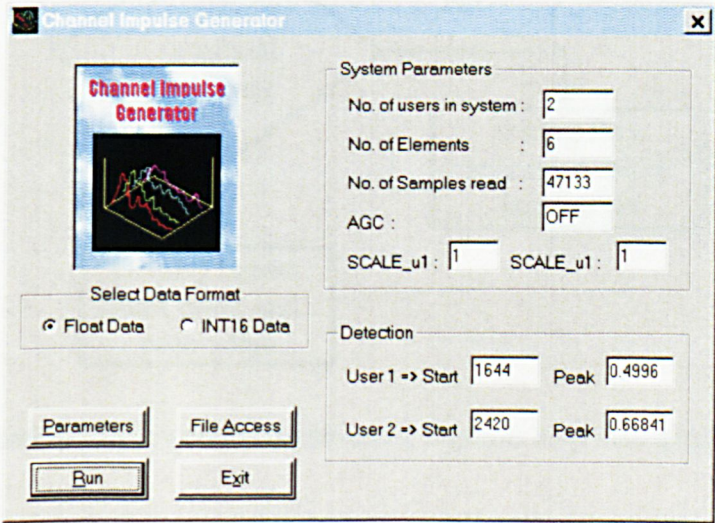 Channel Impulse Generator
Channel Impulse
Generator
Select Data Format
Float Data INT16 Data
Parameters File Access
Run Exit
System Parameters
No. of users in system : 2
No. of Elements : 6
No. of Samples read : 47133
AGC : OFF
SCALE_u1 : 1 SCALE_u1 : 1
Detection
User 1 => Start 1644 Peak 0.4996
User 2 => Start 2420 Peak 0.66841